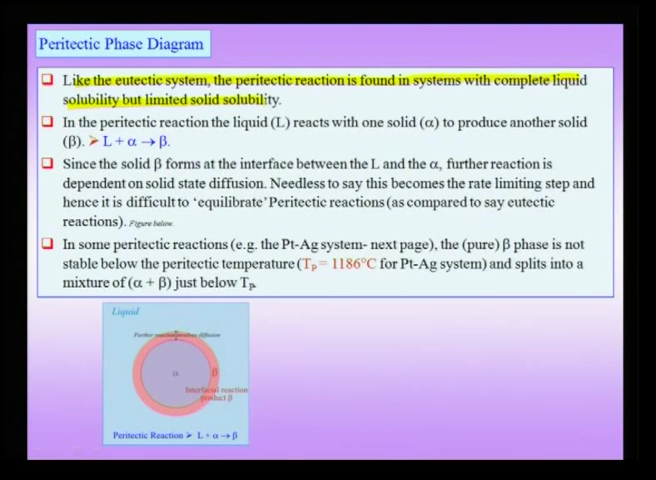 Peritectic Phase Diagram
❑ Like the eutectic system, the peritectic reaction is found in systems with complete liquid
solubility but limited solid solubility.
❑ In the peritectic reaction the liquid (L) reacts with one solid (α) to produce another solid
(β). ➢ L + α → β.
❑ Since the solid β forms at the interface between the L and the α, further reaction is
dependent on solid state diffusion. Needless to say this becomes the rate limiting step and
hence it is difficult to ‘equilibrate’ Peritectic reactions (as compared to say eutectic
reactions). Figure below.
❑ In some peritectic reactions (e.g. the Pt-Ag system- next page), the (pure) β phase is not
stable below the peritectic temperature (TP = 1186°C for Pt-Ag system) and splits into a
mixture of (α + β) just below TP.
Liquid
Further reaction diffusion
α
β
Interfacial reaction
product β
Peritectic Reaction ➢ L + α → β